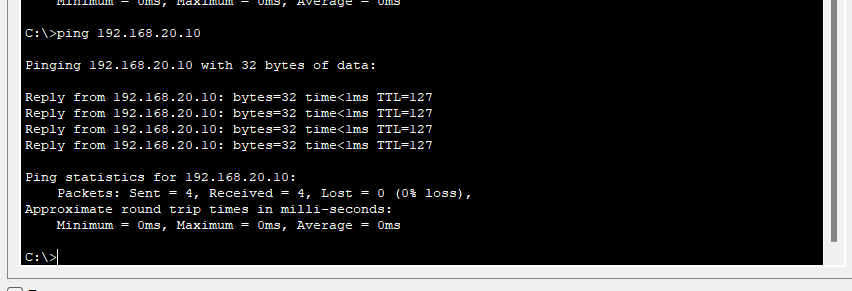 Minimum = 0ms, Maximum = 0ms, Average = 0ms
C:\>ping 192.168.20.10
Pinging 192.168.20.10 with 32 bytes of data:
Reply from 192.168.20.10: bytes=32 time<1ms TTL=127
Reply from 192.168.20.10: bytes=32 time<1ms TTL=127
Reply from 192.168.20.10: bytes=32 time<1ms TTL=127
Reply from 192.168.20.10: bytes=32 time<1ms TTL=127
Ping statistics for 192.168.20.10:
Packets: Sent = 4, Received = 4, Lost = 0 (0% loss),
Approximate round trip times in milli-seconds:
Minimum = 0ms, Maximum = 0ms, Average = 0ms
C:\>